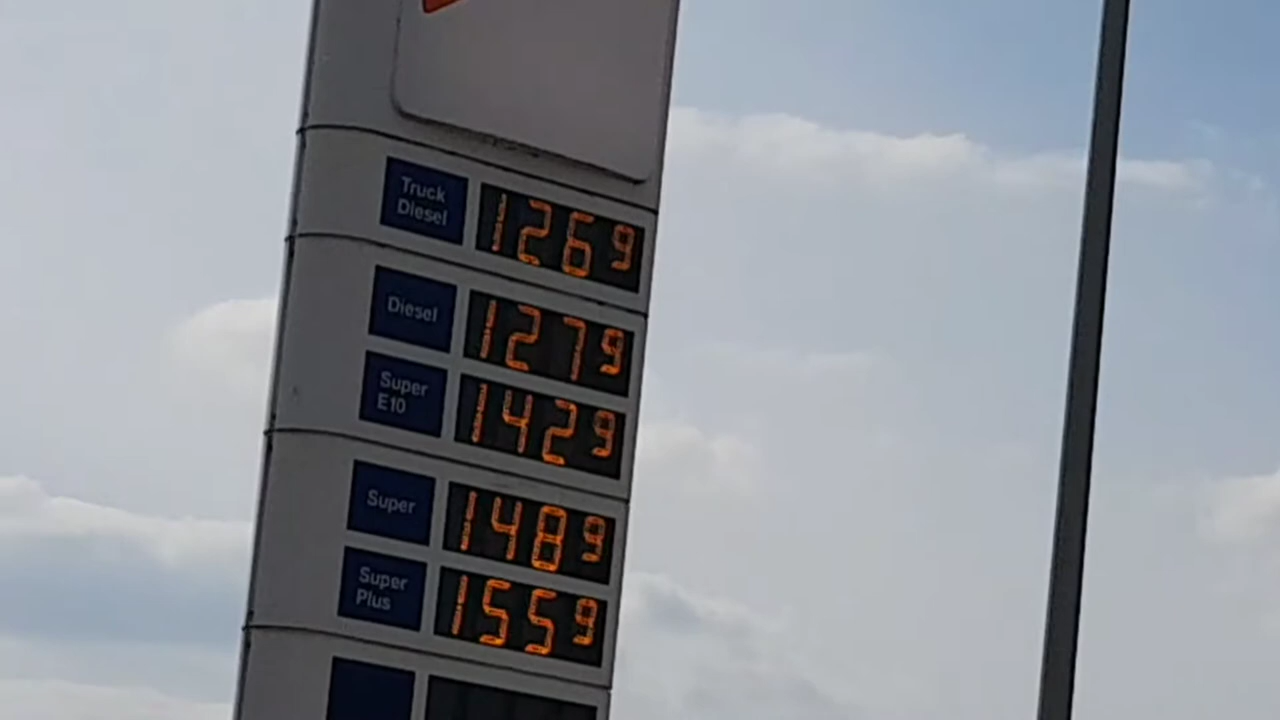 Truck
Diesel
1269
Diesel
1279
Super
E10
1429
Super
1489
Super
Plus
1559